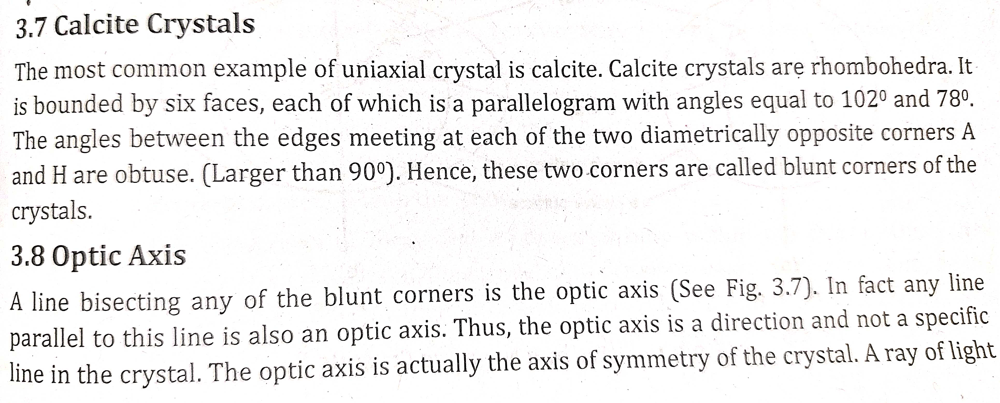 3.7 Calcite Crystals
The most common example of uniaxial crystal is calcite. Calcite crystals are rhombohedra. It
is bounded by six faces, each of which is a parallelogram with angles equal to 102⁰ and 78⁰.
The angles between the edges meeting at each of the two diametrically opposite corners A
and H are obtuse. (Larger than 90⁰). Hence, these two corners are called blunt corners of the
crystals.
3.8 Optic Axis
A line bisecting any of the blunt corners is the optic axis (See Fig. 3.7). In fact any line
parallel to this line is also an optic axis. Thus, the optic axis is a direction and not a specific
line in the crystal. The optic axis is actually the axis of symmetry of the crystal. A ray of light